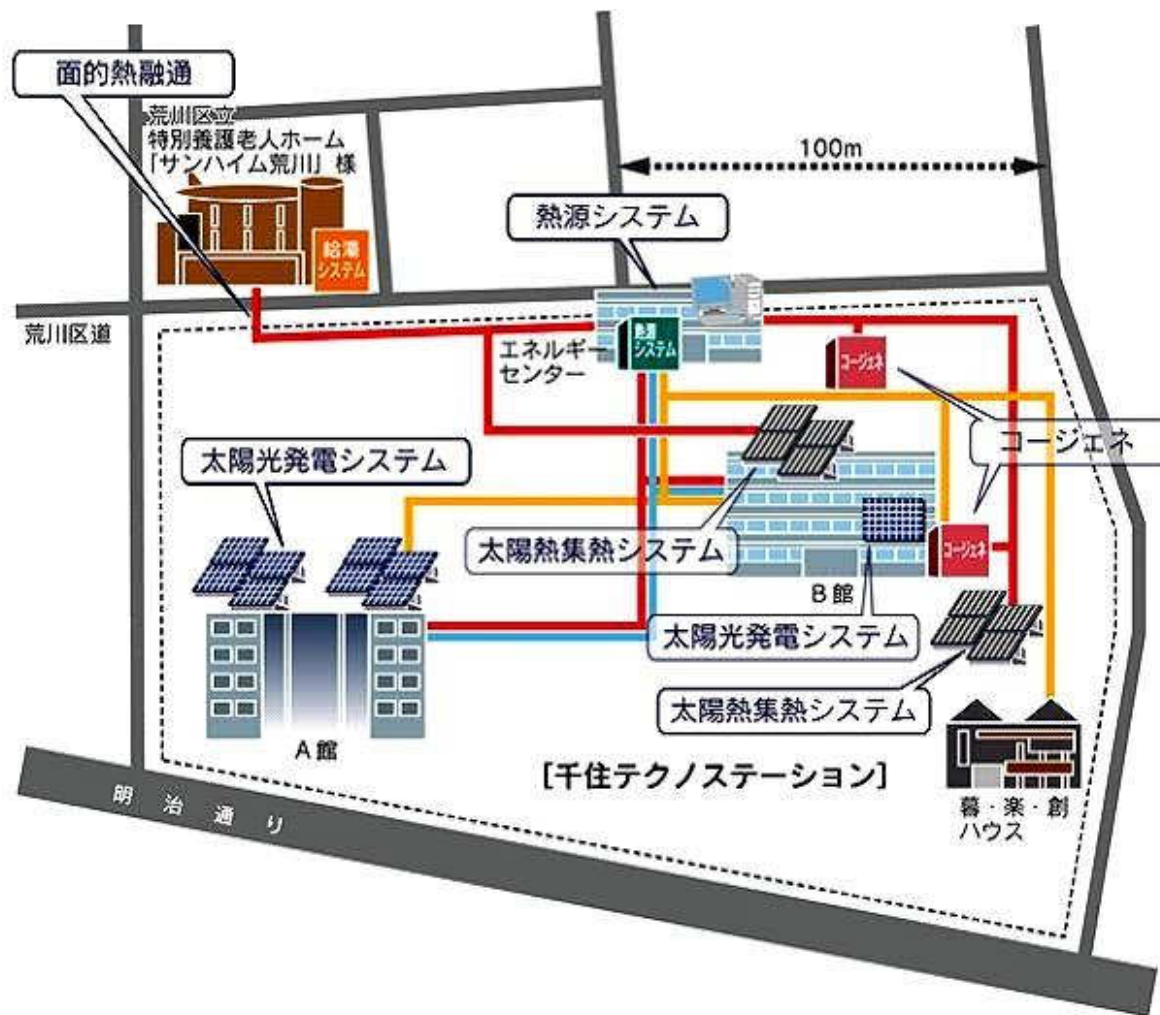 面的熱融通
荒川区立
特別養護老人ホーム
「サンハイム荒川」様
給湯
システム
100m
熱源システム
荒川区道
熱源
システム
エネルギー
センター
コージェネ
コージェネ
太陽光発電システム
太陽熱集熱システム
コージェネ
B館
太陽光発電システム
太陽熱集熱システム
A館
[千住テクノステーション]
暮・楽・創
ハウス
明治通り